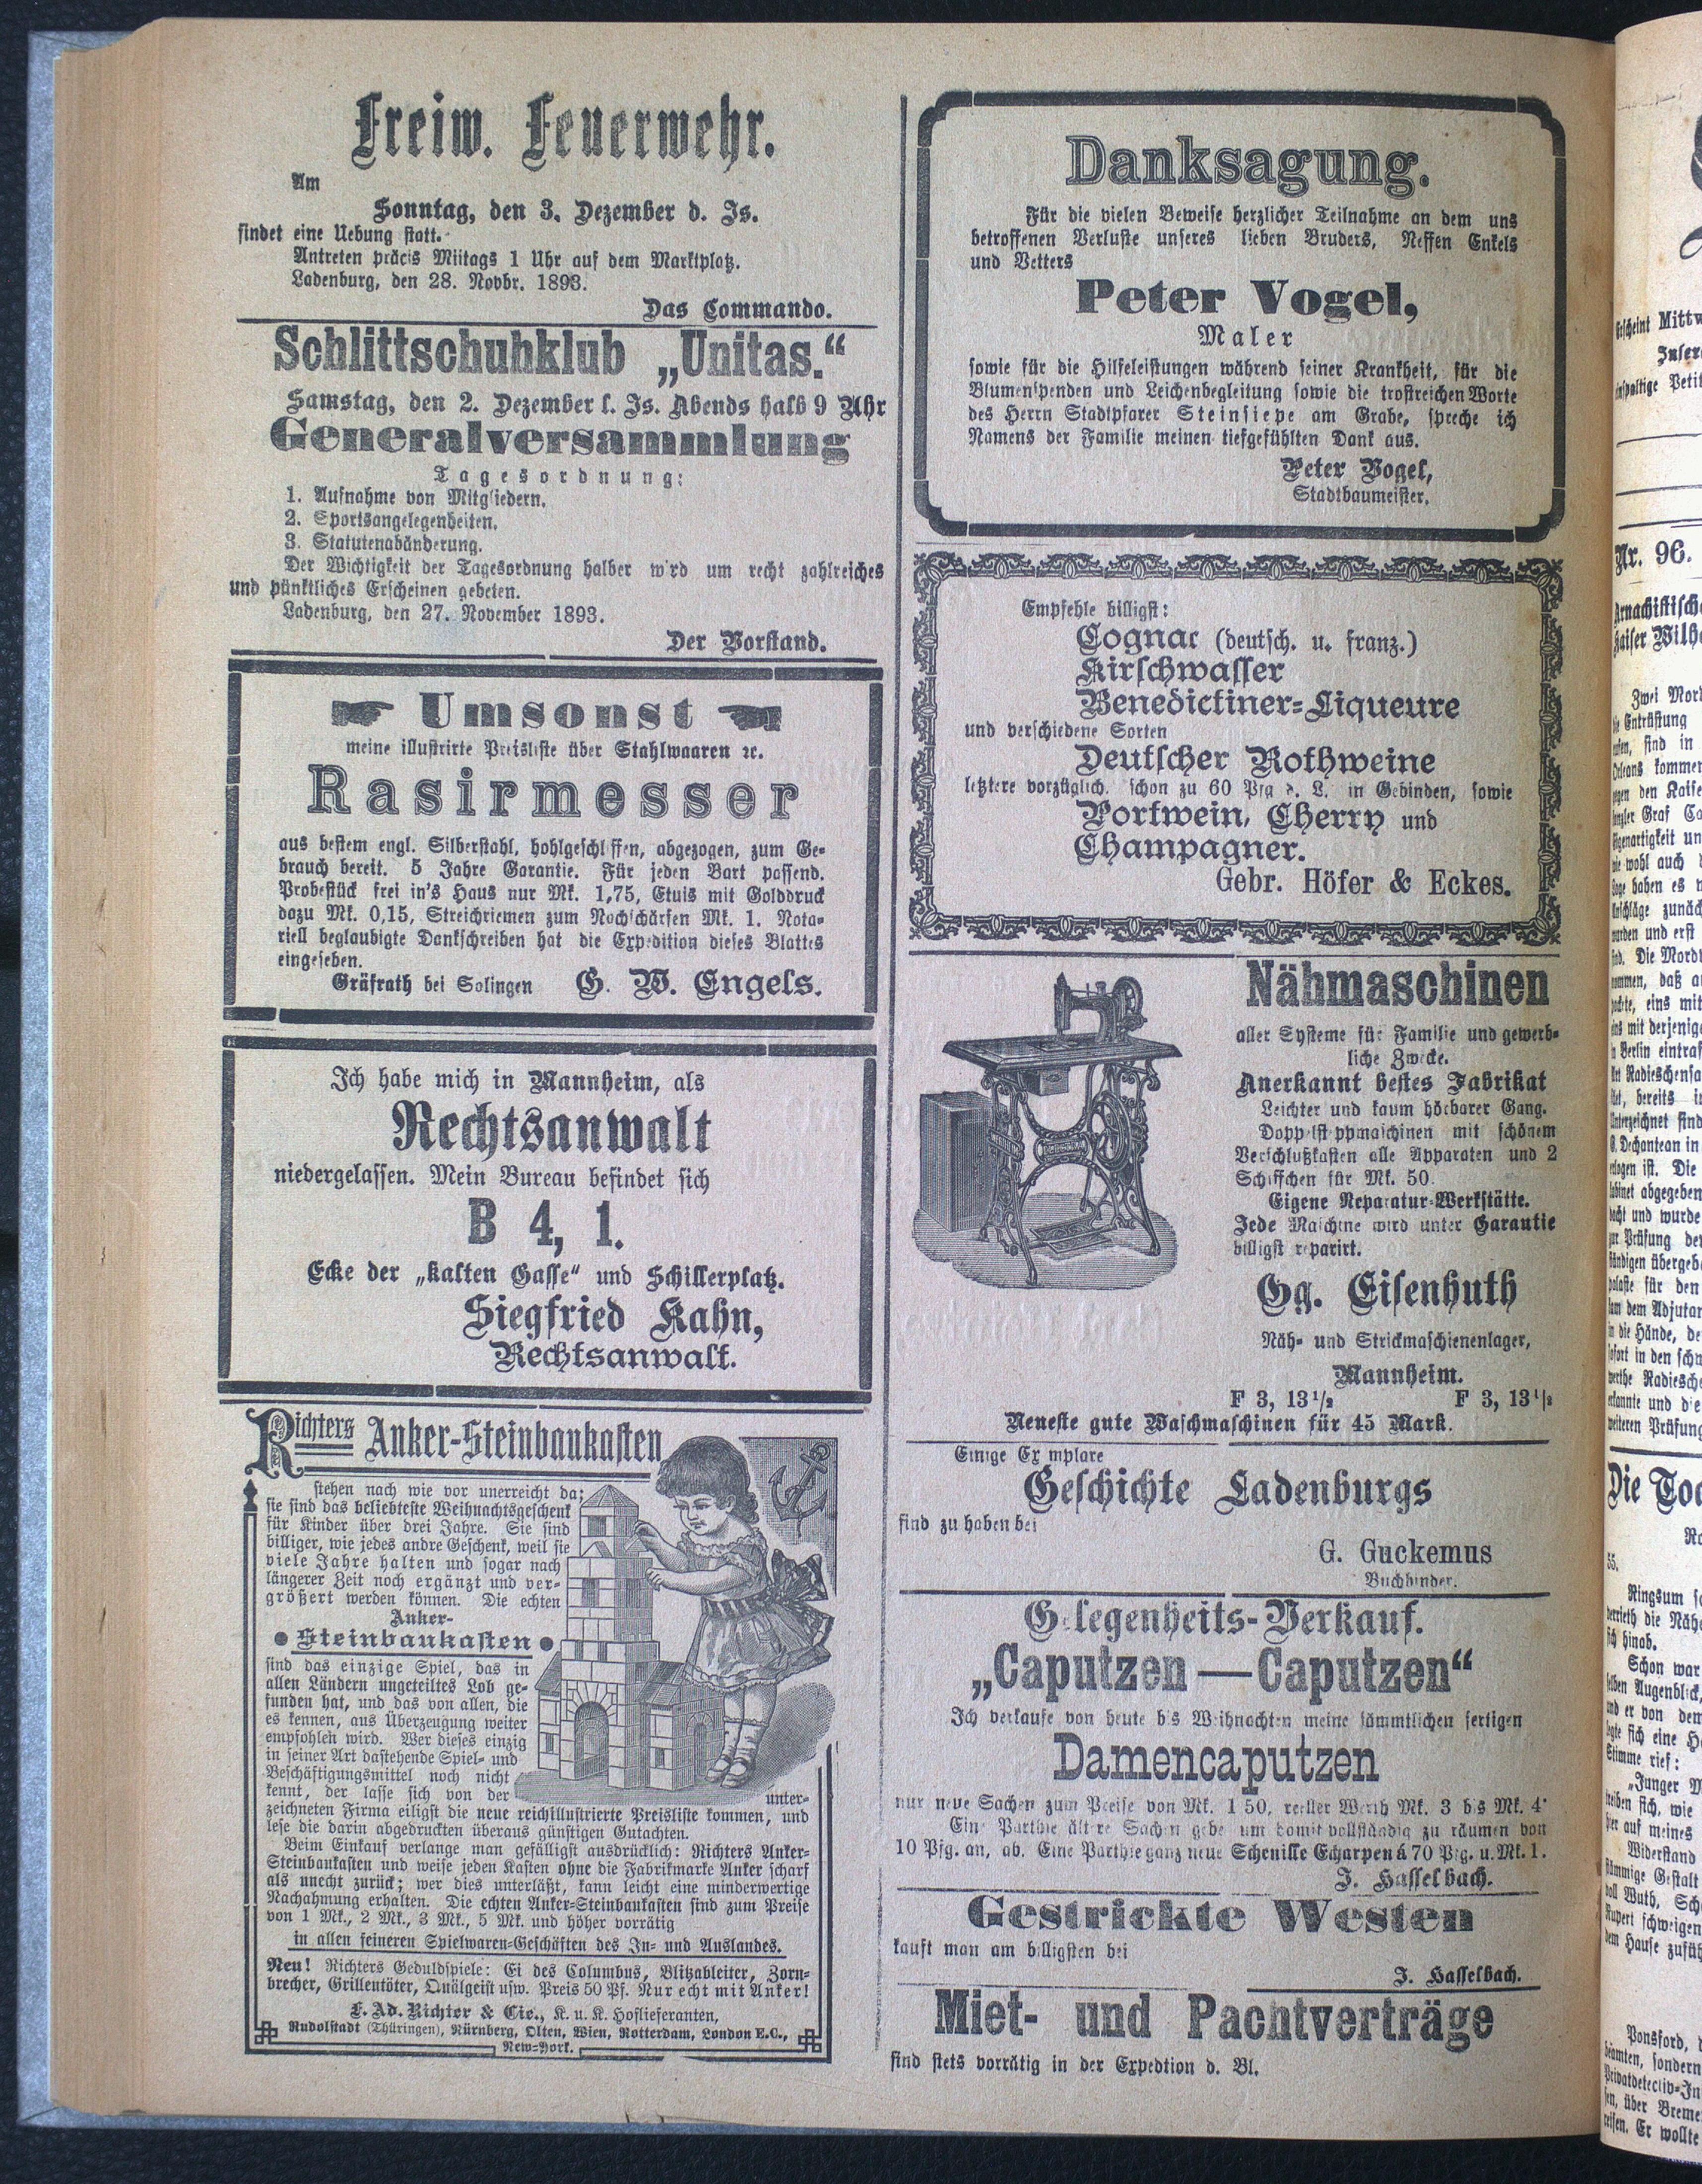 Freiw. Feuerwehr.
Am
Sonntag, den 3. Dezember d. Js.
findet eine Uebung statt.
Antreten präcis Miitags 1 Uhr auf dem Marktplatz.
Ladenburg, den 28. Novbr. 1893.
Das Commando.
Schlittschuhklub „Unitas.“
Samstag, den 2. Dezember l. Js. Abends halb 9 Uhr
Generalversammlung
Tagesordnung:
1. Aufnahme von Mitgliedern.
2. Sportsangelegenheiten.
3. Statutenabänderung.
Der Wichtigkeit der Tagesordnung halber wird um recht zahlreiches
und pünktliches Erscheinen gebeten.
Ladenburg, den 27. November 1893.
Der Vorstand.
Umsonst
meine illustrirte Preisliste über Stahlwaaren ꝛc.
Rasirmesser
aus bestem engl. Silberstahl, hohlgeschliffen, abgezogen, zum Ge-
brauch bereit. 5 Jahre Garantie. Für jeden Bart passend.
Probestück frei in's Haus nur Mk. 1,75, Etuis mit Golddruck
dazu Mk. 0,15, Streichriemen zum Nachschärfen Mk. 1. Nota-
riell beglaubigte Dankschreiben hat die Expedition dieses Blattes
eingesehen.
Gräfrath bei Solingen G. W. Engels.
Ich habe mich in Mannheim, als
Rechtsanwalt
niedergelassen. Mein Bureau befindet sich
B 4, 1.
Ecke der „kalten Gasse“ und Schillerplatz.
Siegfried Kahn,
Rechtsanwalt.
Richters Anker-Steinbaukasten
stehen nach wie vor unerreicht da;
sie sind das beliebteste Weihnachtsgeschenk
für Kinder über drei Jahre. Sie sind
billiger, wie jedes andre Geschenk, weil sie
viele Jahre halten und sogar nach
längerer Zeit noch ergänzt und ver-
größert werden können. Die echten
Anker-
Steinbaukasten
sind das einzige Spiel, das in
allen Ländern ungeteiltes Lob ge-
funden hat, und das von allen, die
es kennen, aus Überzeugung weiter
empfohlen wird. Wer dieses einzig
in seiner Art dastehende Spiel- und
Beschäftigungsmittel noch nicht
kennt, der lasse sich von der unter-
zeichneten Firma eiligst die neue reichillustrierte Preisliste kommen, und
lese die darin abgedruckten überaus günstigen Gutachten.
Beim Einkauf verlange man gefälligst ausdrücklich: Richters Anker-
Steinbaukasten und weise jeden Kasten ohne die Fabrikmarke Anker scharf
als unecht zurück; wer dies unterläßt, kann leicht eine minderwertige
Nachahmung erhalten. Die echten Anker-Steinbaukasten sind zum Preise
von 1 Mk., 2 Mk., 3 Mk., 5 Mk. und höher vorrätig
in allen feineren Spielwaren-Geschäften des In- und Auslandes.
Neu! Richters Geduldspiele: Ei des Columbus, Blitzableiter, Zorn-
brecher, Grillentöter, Quälgeist usw. Preis 50 Pf. Nur echt mit Anker!
F. Ad. Richter & Cie., K. u. K. Hoflieferanten,
Rudolstadt (Thüringen), Nürnberg, Olten, Wien, Rotterdam, London E.C.,
New-York.
Danksagung.
Für die vielen Beweise herzlicher Teilnahme an dem uns
betroffenen Verluste unseres lieben Bruders, Neffen Enkels
und Vetters
Peter Vogel,
Maler
sowie für die Hilfeleistungen während seiner Krankheit, für die
Blumenspenden und Leichenbegleitung sowie die trostreichen Worte
des Herrn Stadtpfarer Steinsiepe am Grabe, spreche ich
Namens der Familie meinen tiefgefühlten Dank aus.
Peter Vogel,
Stadtbaumeister.
Empfehle billigst:
Cognac (deutsch. u. franz.)
Kirschwasser
Benedictiner-Liqueure
und verschiedene Sorten
Deutscher Rothweine
letztere vorzüglich. schon zu 60 Pfg p. L. in Gebinden, sowie
Portwein, Cherry und
Champagner.
Gebr. Höfer & Eckes.
Nähmaschinen
aller Systeme für Familie und gewerb-
liche Zwecke.
Anerkannt bestes Fabrikat
Leichter und kaum hörbarer Gang.
Dopp lst ppmaschinen mit schönem
Verschlußkasten alle Apparaten und 2
Schiffchen für Mk. 50.
Eigene Reparatur-Werkstätte.
Jede Maschine wird unter Garantie
billigst reparirt.
Gg. Eisenhuth
Näh- und Strickmaschienenlager,
Mannheim.
F 3, 13½ F 3, 13½
Neueste gute Waschmaschinen für 45 Mark.
Einige Ex mplare
Geschichte Ladenburgs
sind zu haben bei
G. Guckemus
Buchbinder.
G legenheits-Verkauf.
„Caputzen—Caputzen“
Ich verkaufe von heute bis Weihnachten meine sämmtlichen fertigen
Damencaputzen
nur neue Sachen zum Preise von Mk. 1 50, reeller Werth Mk. 3 bis Mk. 4
Eine Parthie ältere Sachen gebe um damit vollständig zu räumen von
10 Pfg. an, ab. Eine Parthie ganz neue Schenille Echarpen á 70 Pfg. u. Mk. 1.
J. Hasselbach.
Gestrickte Westen
kauft man am billigsten bei
J. Hasselbach.
Miet- und Pachtverträge
sind stets vorrätig in der Expedtion d. Bl.
Nr. 96.